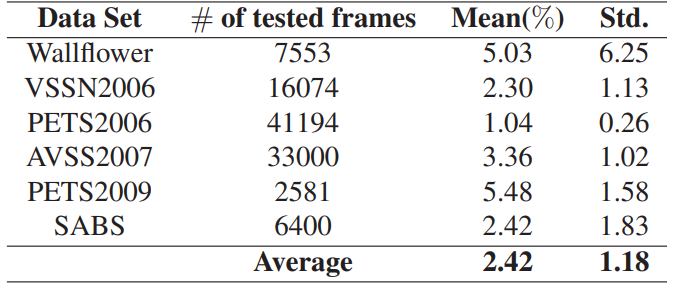 Data Set # of tested frames Mean(%) Std.
Wallflower 7553 5.03 6.25
VSSN2006 16074 2.30 1.13
PETS2006 41194 1.04 0.26
AVSS2007 33000 3.36 1.02
PETS2009 2581 5.48 1.58
SABS 6400 2.42 1.83
Average 2.42 1.18